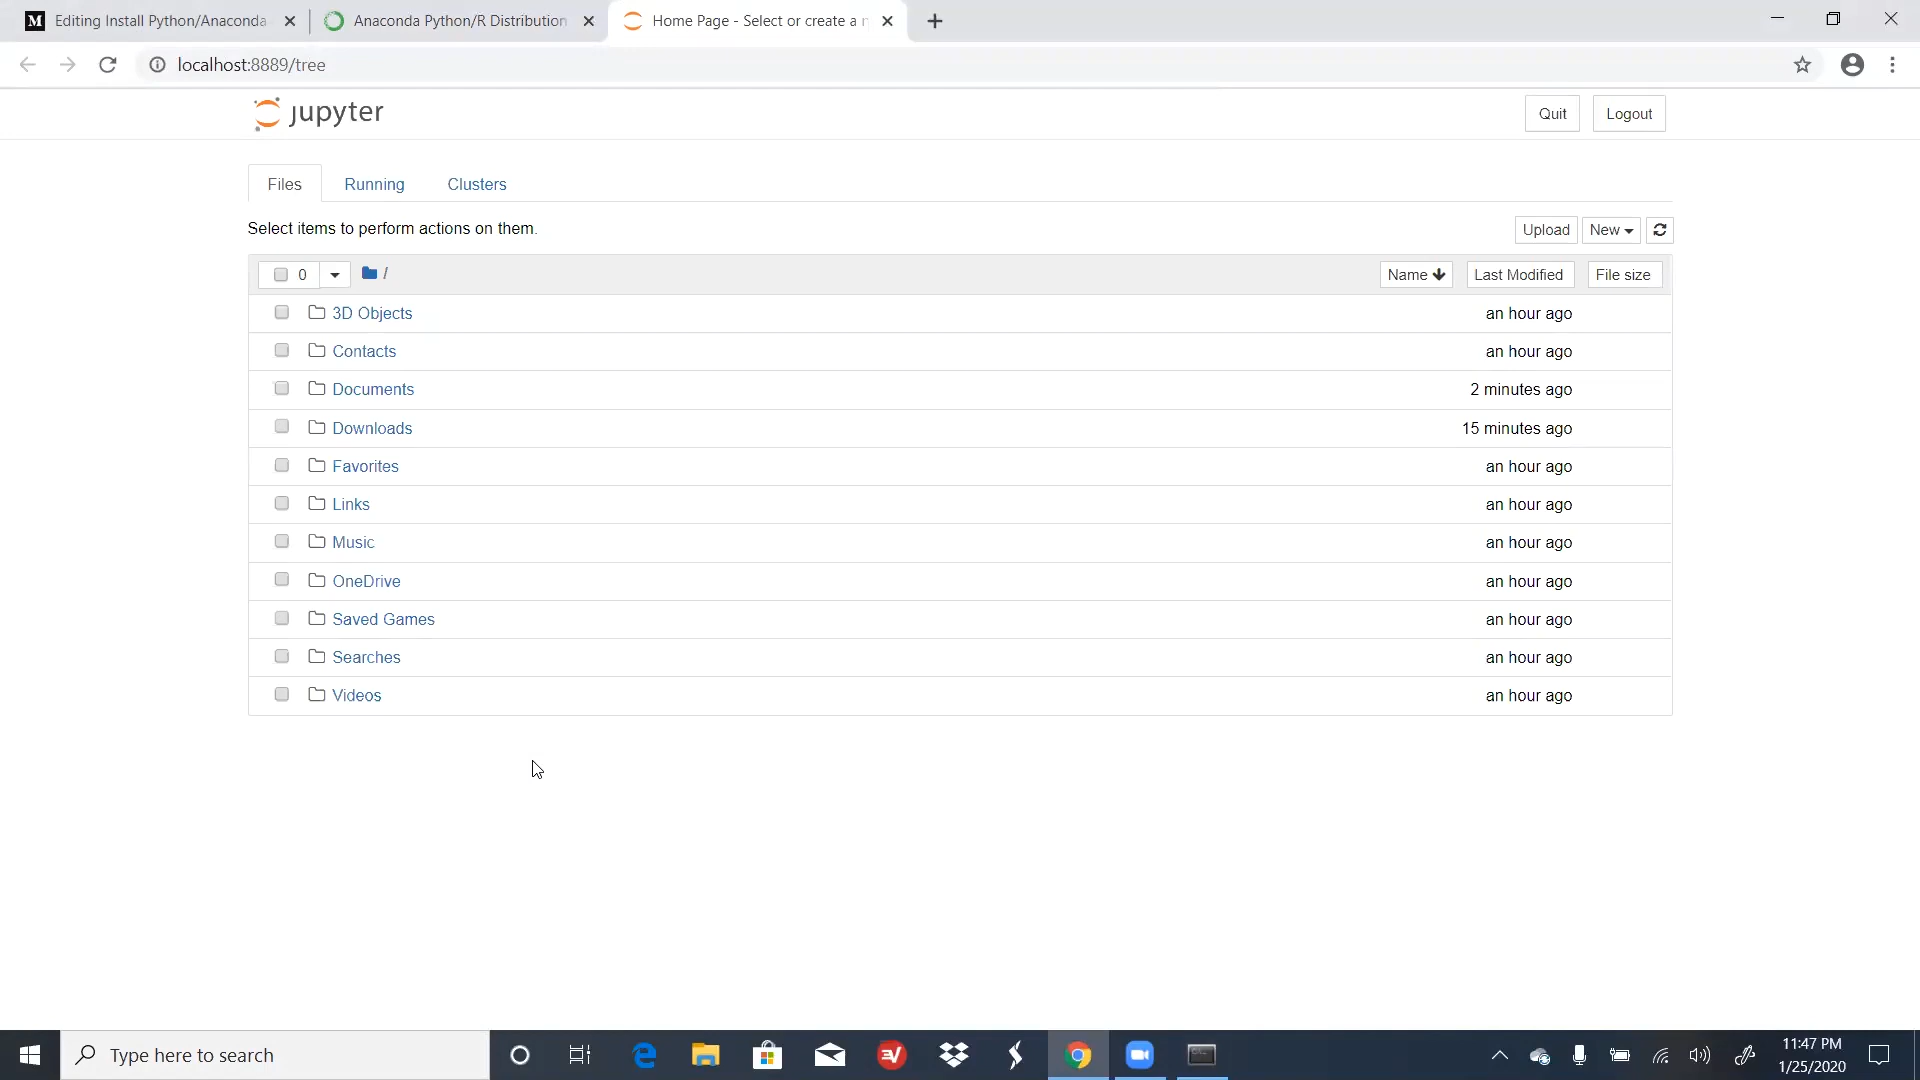 Editing Install Python/Anaconda
Anaconda Python/R Distribution
Home Page - Select or create a n
localhost:8889/tree
jupyter
Quit
Logout
Files
Running
Clusters
Select items to perform actions on them.
Upload
New
0
/
Name
Last Modified
File size
3D Objects
an hour ago
Contacts
an hour ago
Documents
2 minutes ago
Downloads
15 minutes ago
Favorites
an hour ago
Links
an hour ago
Music
an hour ago
OneDrive
an hour ago
Saved Games
an hour ago
Searches
an hour ago
Videos
an hour ago
Type here to search
11:47 PM
1/25/2020